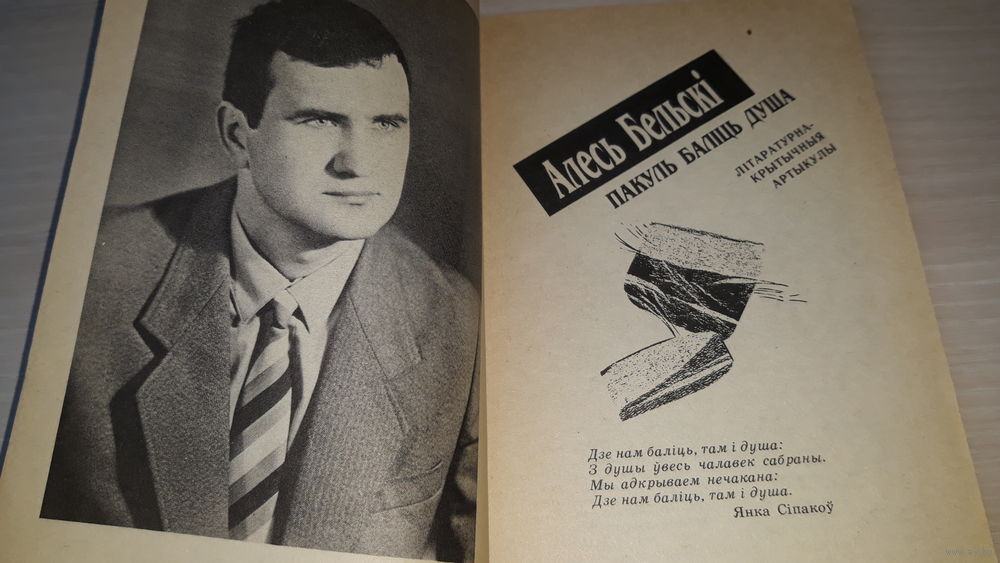 Алесь Бельскі
ПАКУЛЬ БАЛІЦЬ ДУША
ЛІТАРАТУРНА-
КРЫТЫЧНЫЯ
АРТЫКУЛЫ
Дзе нам баліць, там і душа:
З душы ўвесь чалавек сабраны.
Мы адкрываем нечакана:
Дзе нам баліць, там і душа.
Янка Сіпакоў